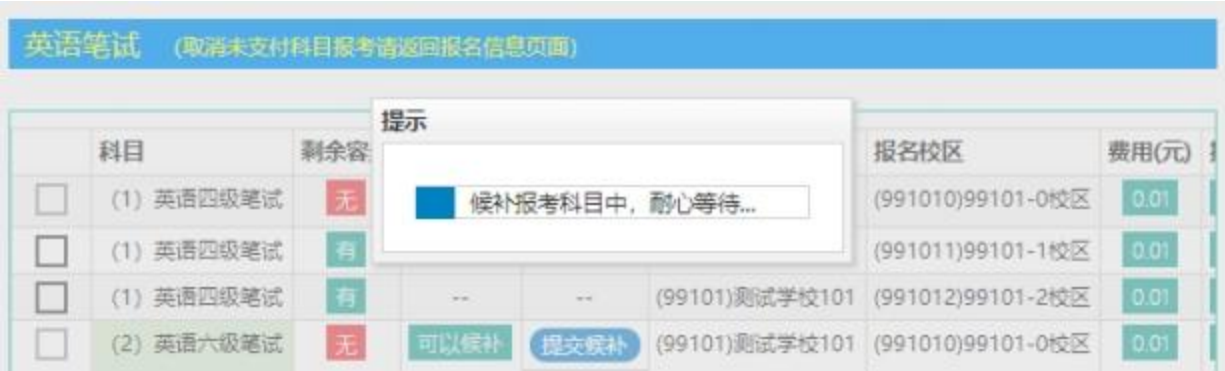 英语笔试 (取消未支付科目报考请返回报名信息页面)
提示
科目 剩余容 报名校区 费用(元)
(1) 英语四级笔试 无 候补报考科目中，耐心等待... (991010)99101-0校区 0.01
(1) 英语四级笔试 有 (991011)99101-1校区 0.01
(1) 英语四级笔试 有 -- -- (99101)测试学校101 (991012)99101-2校区 0.01
(2) 英语六级笔试 无 可以候补 提交候补 (99101)测试学校101 (991010)99101-0校区 0.01